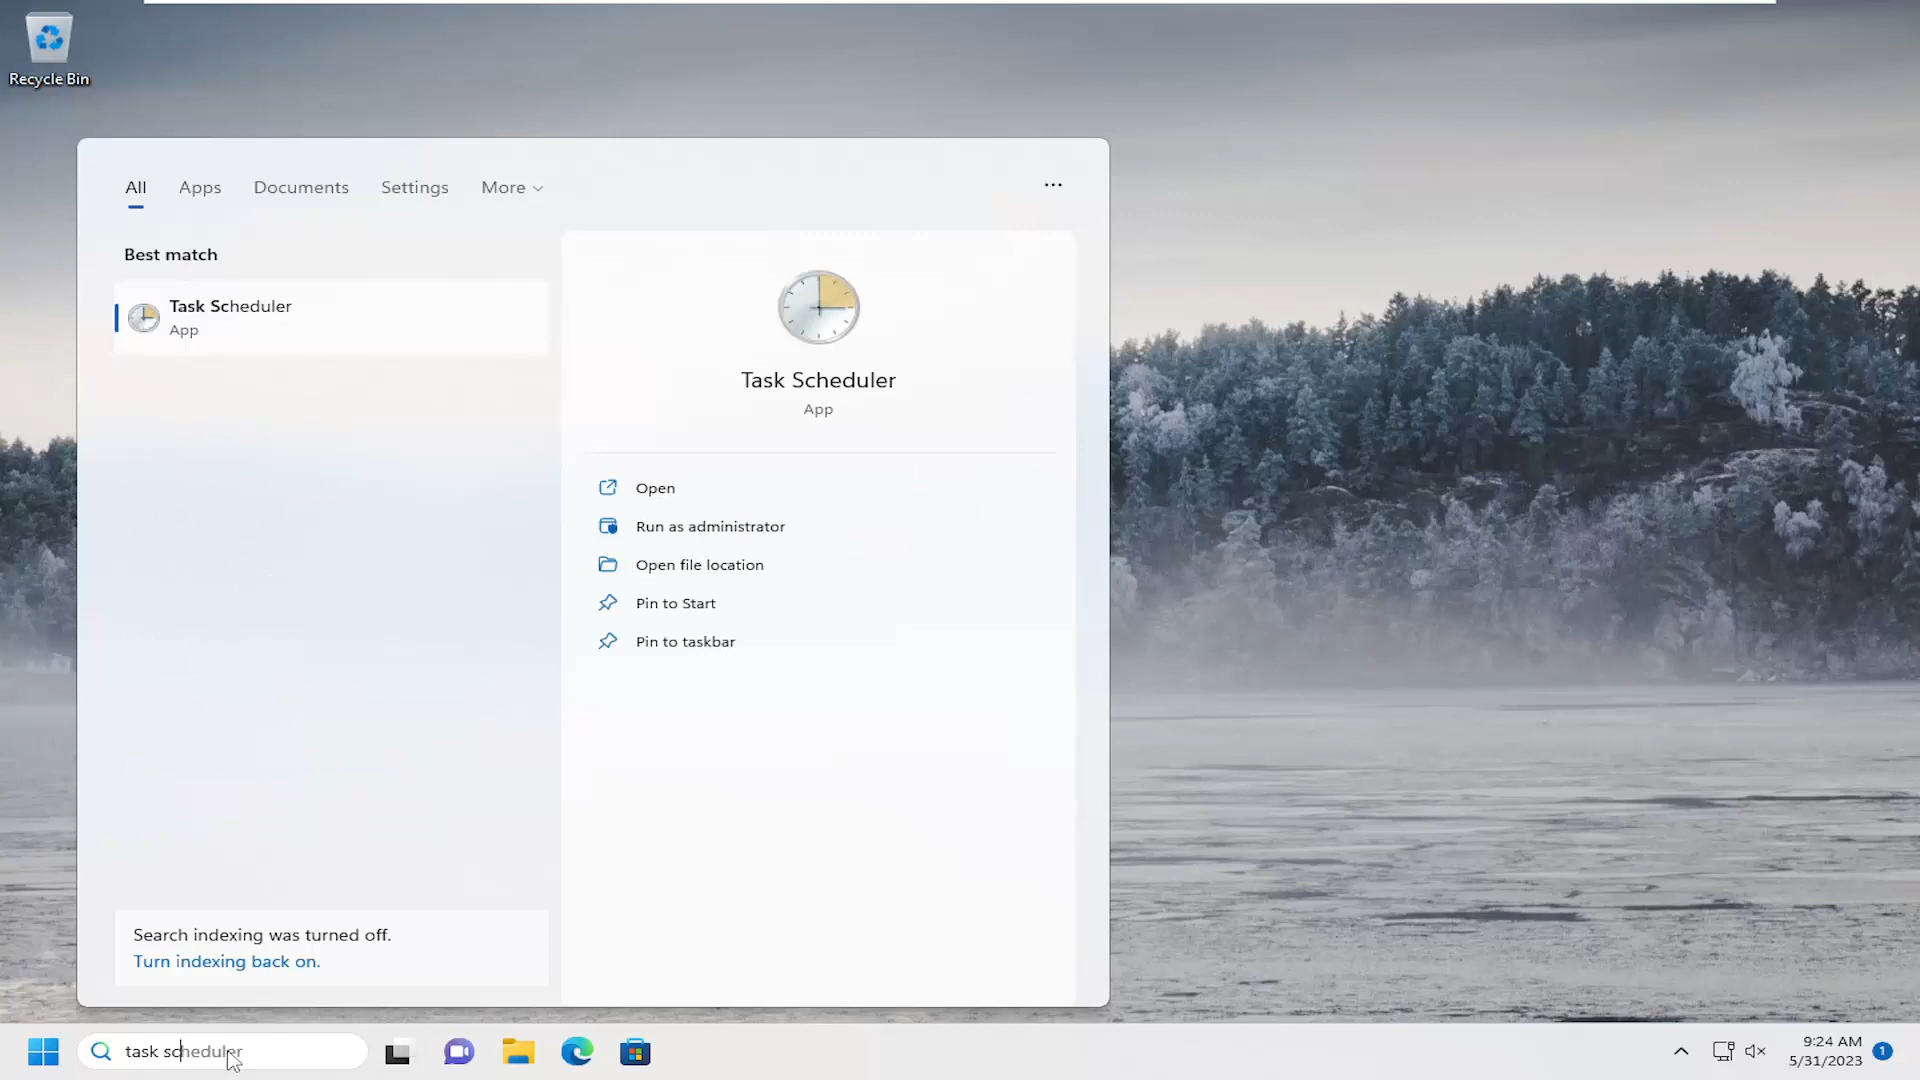 Recycle Bin
All Apps Documents Settings More
Best match
Task Scheduler
App
Task Scheduler
App
Open
Run as administrator
Open file location
Pin to Start
Pin to taskbar
Search indexing was turned off.
Turn indexing back on.
task scheduler
9:24 AM
5/31/2023
1